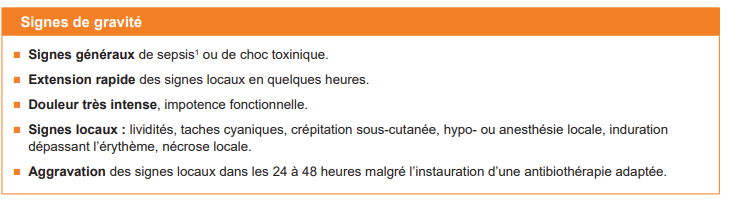 Signes de gravité
■ Signes généraux de sepsis¹ ou de choc toxinique.
■ Extension rapide des signes locaux en quelques heures.
■ Douleur très intense, impotence fonctionnelle.
■ Signes locaux : lividités, taches cyaniques, crépitation sous-cutanée, hypo- ou anesthésie locale, induration
dépassant l’érythème, nécrose locale.
■ Aggravation des signes locaux dans les 24 à 48 heures malgré l’instauration d’une antibiothérapie adaptée.